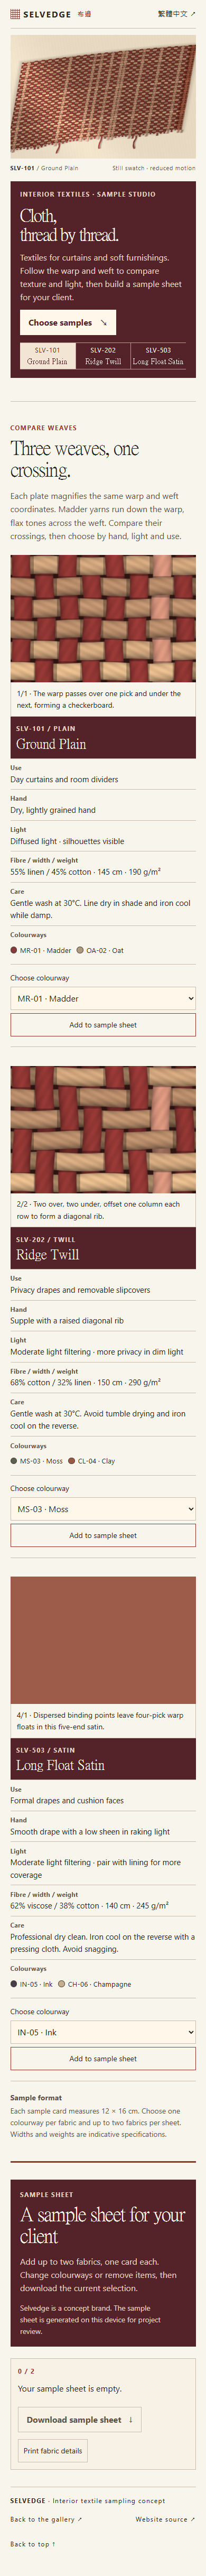 SELVEDGE 布邊
繁體中文 ↗
SLV-101 / Ground Plain
Still swatch · reduced motion
INTERIOR TEXTILES · SAMPLE STUDIO
Cloth,
thread by thread.
Textiles for curtains and soft furnishings.
Follow the warp and weft to compare
texture and light, then build a sample sheet
for your client.
Choose samples ↘
SLV-101
Ground Plain
SLV-202
Ridge Twill
SLV-503
Long Float Satin
COMPARE WEAVES
Three weaves, one
crossing.
Each plate magnifies the same warp and weft
coordinates. Madder yarns run down the warp,
flax tones across the weft. Compare their
crossings, then choose by hand, light and use.
1/1 · The warp passes over one pick and under the
next, forming a checkerboard.
SLV-101 / PLAIN
Ground Plain
Use
Day curtains and room dividers
Hand
Dry, lightly grained hand
Light
Diffused light · silhouettes visible
Fibre / width / weight
55% linen / 45% cotton · 145 cm · 190 g/m²
Care
Gentle wash at 30°C. Line dry in shade and iron cool
while damp.
Colourways
MR-01 · Madder OA-02 · Oat
Choose colourway
MR-01 · Madder
Add to sample sheet
2/2 · Two over, two under, offset one column each
row to form a diagonal rib.
SLV-202 / TWILL
Ridge Twill
Use
Privacy drapes and removable slipcovers
Hand
Supple with a raised diagonal rib
Light
Moderate light filtering · more privacy in dim light
Fibre / width / weight
68% cotton / 32% linen · 150 cm · 290 g/m²
Care
Gentle wash at 30°C. Avoid tumble drying and iron
cool on the reverse.
Colourways
MS-03 · Moss CL-04 · Clay
Choose colourway
MS-03 · Moss
Add to sample sheet
4/1 · Dispersed binding points leave four-pick warp
floats in this five-end satin.
SLV-503 / SATIN
Long Float Satin
Use
Formal drapes and cushion faces
Hand
Smooth drape with a low sheen in raking light
Light
Moderate light filtering · pair with lining for more
coverage
Fibre / width / weight
62% viscose / 38% cotton · 140 cm · 245 g/m²
Care
Professional dry clean. Iron cool on the reverse with a
pressing cloth. Avoid snagging.
Colourways
IN-05 · Ink CH-06 · Champagne
Choose colourway
IN-05 · Ink
Add to sample sheet
Sample format
Each sample card measures 12 × 16 cm. Choose one
colourway per fabric and up to two fabrics per sheet.
Widths and weights are indicative specifications.
SAMPLE SHEET
A sample sheet for your
client
Add up to two fabrics, one card each.
Change colourways or remove items, then
download the current selection.
Selvedge is a concept brand. The sample
sheet is generated on this device for project
review.
0 / 2
Your sample sheet is empty.
Download sample sheet ↓
Print fabric details
SELVEDGE · Interior textile sampling concept
Back to the gallery ↗
Website source ↗
Back to top ↑